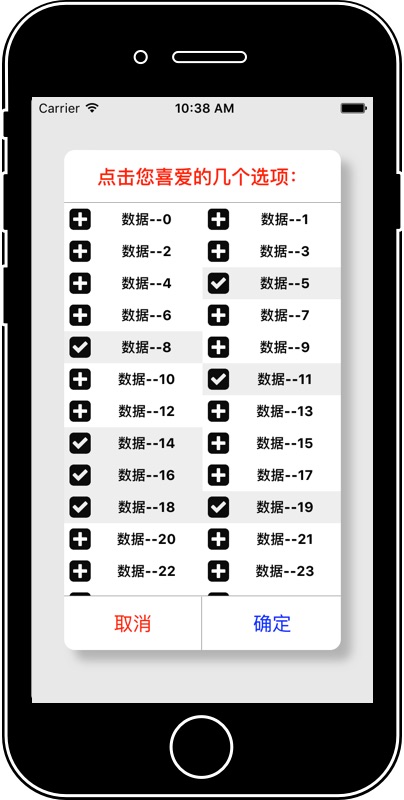 Carrier 10:38 AM
点击您喜爱的几个选项：
数据--0 数据--1
数据--2 数据--3
数据--4 数据--5
数据--6 数据--7
数据--8 数据--9
数据--10 数据--11
数据--12 数据--13
数据--14 数据--15
数据--16 数据--17
数据--18 数据--19
数据--20 数据--21
数据--22 数据--23
取消 确定